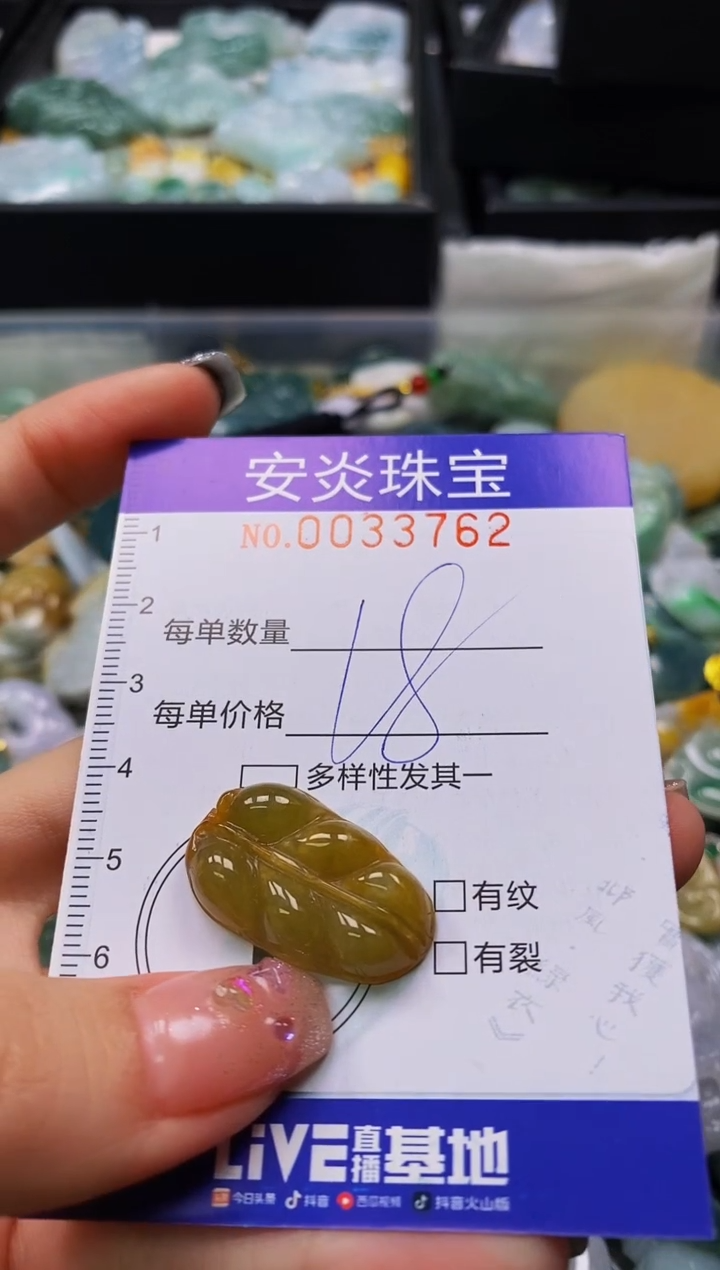 安炎珠宝
NO.0033762
1
2
每单数量
18
3
每单价格
4
多样性发其一
5
有纹
6
有裂
LiVE直播基地
今日头条 抖音 西瓜视频 抖音火山版